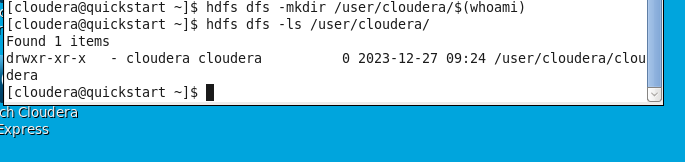 [cloudera@quickstart ~]$ hdfs dfs -mkdir /user/cloudera/$(whoami)
[cloudera@quickstart ~]$ hdfs dfs -ls /user/cloudera/
Found 1 items
drwxr-xr-x   - cloudera cloudera          0 2023-12-27 09:24 /user/cloudera/clou
dera
[cloudera@quickstart ~]$
ch Cloudera
Express